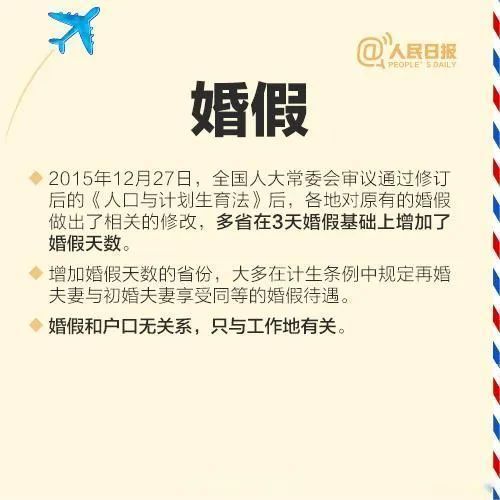 @人民日报
PEOPLE'S DAILY
婚假
2015年12月27日，全国人大常委会审议通过修订
后的《人口与计划生育法》后，各地对原有的婚假
做出了相关的修改，多省在3天婚假基础上增加了
婚假天数。
增加婚假天数的省份，大多在计生条例中规定再婚
夫妻与初婚夫妻享受同等的婚假待遇。
婚假和户口无关系，只与工作地有关。